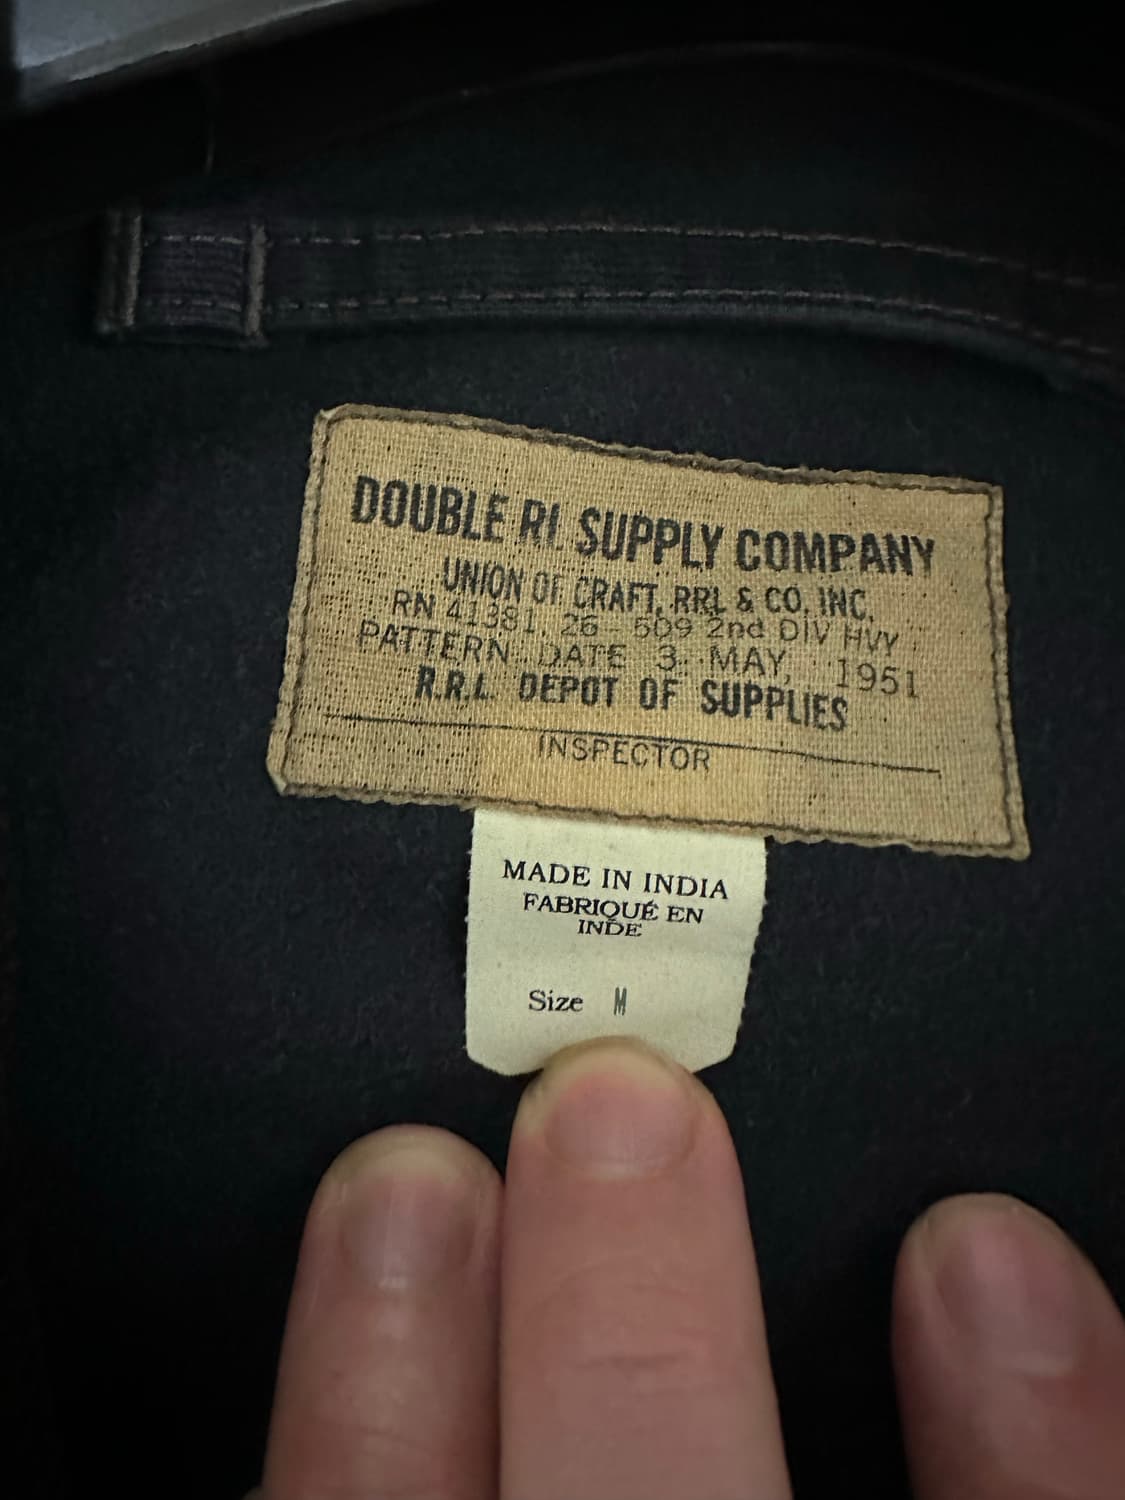 DOUBLE RL SUPPLY COMPANY
UNION OF CRAFT, RRL & CO. INC.
RN 41381, 26 - 509 2nd DIV HVY
PATTERN DATE 3 MAY, 1951
R.R.L. DEPOT OF SUPPLIES
INSPECTOR
MADE IN INDIA
FABRIQUÉ EN
INDE
Size M